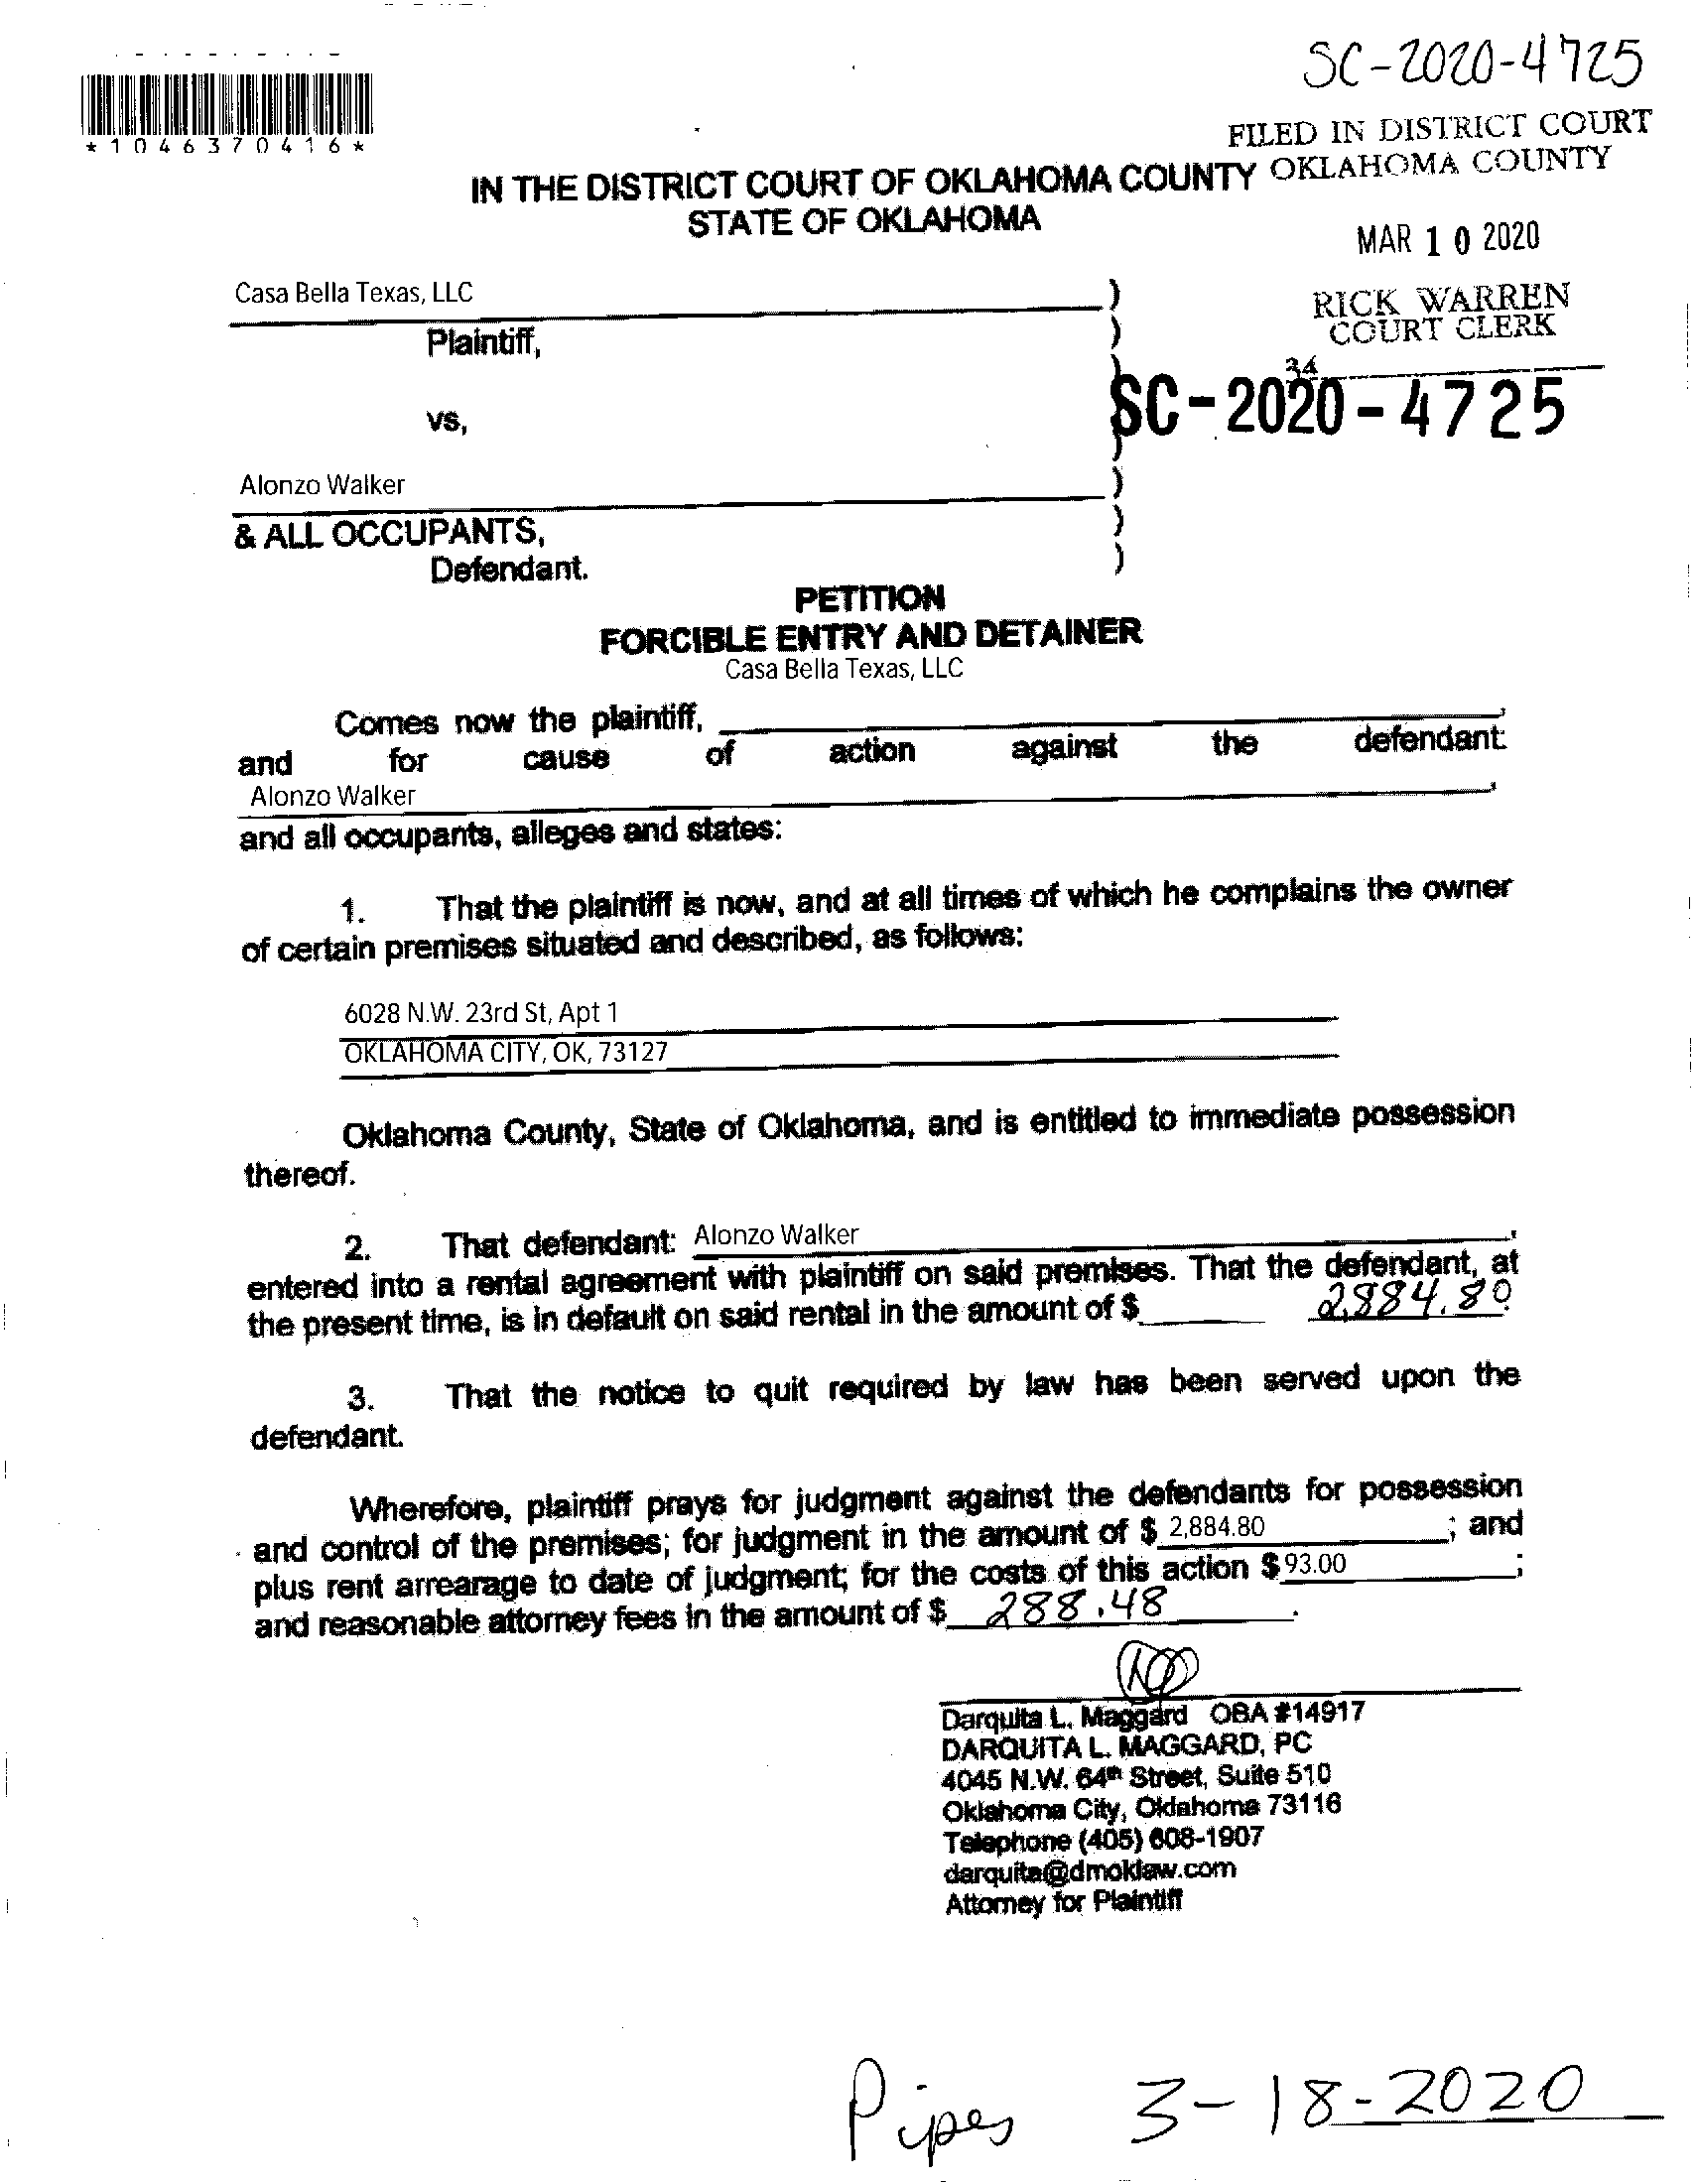 SC-2020-4725
*1046370416*
FILED IN DISTRICT COURT
OKLAHOMA COUNTY
IN THE DISTRICT COURT OF OKLAHOMA COUNTY
STATE OF OKLAHOMA
MAR 10 2020
RICK WARREN
COURT CLERK
34
Casa Bella Texas, LLC )
Plaintiff, )
vs, )
SC-2020-4725
Alonzo Walker )
& ALL OCCUPANTS, )
Defendant. )
PETITION
FORCIBLE ENTRY AND DETAINER
Casa Bella Texas, LLC
Comes now the plaintiff, ,
and for cause of action against the defendant:
Alonzo Walker ,
and all occupants, alleges and states:
1. That the plaintiff is now, and at all times of which he complains the owner
of certain premises situated and described, as follows:
6028 N.W. 23rd St, Apt 1
OKLAHOMA CITY, OK, 73127
Oklahoma County, State of Oklahoma, and is entitled to immediate possession
thereof.
2. That defendant: Alonzo Walker ;
entered into a rental agreement with plaintiff on said premises. That the defendant, at
the present time, is in default on said rental in the amount of $ 2,884.80.
3. That the notice to quit required by law has been served upon the
defendant.
Wherefore, plaintiff prays for judgment against the defendants for possession
and control of the premises; for judgment in the amount of $ 2,884.80 ; and
plus rent arrearage to date of judgment; for the costs of this action $ 93.00 ;
and reasonable attorney fees in the amount of $ 288.48 .
Darquita L. Maggard OBA #14917
DARQUITA L. MAGGARD, PC
4045 N.W. 64th Street, Suite 510
Oklahoma City, Oklahoma 73116
Telephone (405) 608-1907
darquita@dmoklaw.com
Attorney for Plaintiff
Pipes 3-18-2020